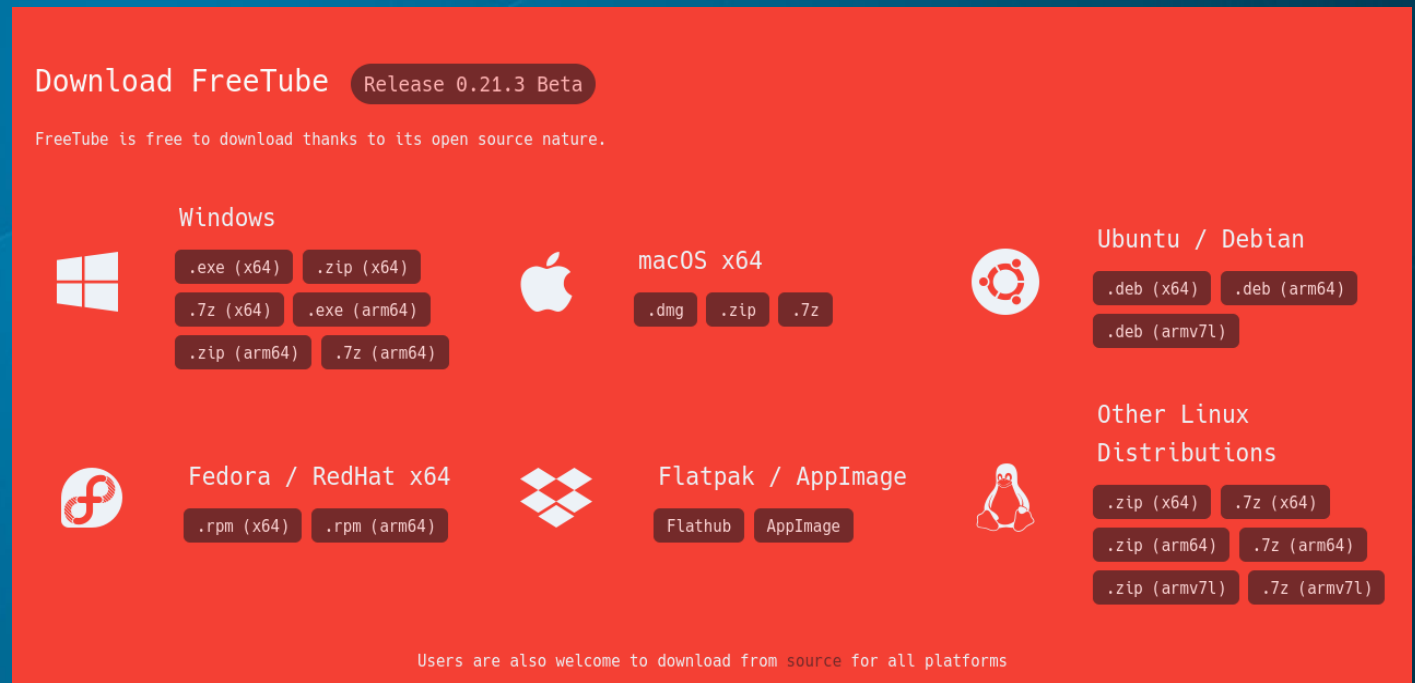 Download FreeTube Release 0.21.3 Beta
FreeTube is free to download thanks to its open source nature.
Windows
.exe (x64) .zip (x64)
.7z (x64) .exe (arm64)
.zip (arm64) .7z (arm64)
macOS x64
.dmg .zip .7z
Ubuntu / Debian
.deb (x64) .deb (arm64)
.deb (armv7l)
Fedora / RedHat x64
.rpm (x64) .rpm (arm64)
Flatpak / AppImage
Flathub AppImage
Other Linux
Distributions
.zip (x64) .7z (x64)
.zip (arm64) .7z (arm64)
.zip (armv7l) .7z (armv7l)
Users are also welcome to download from source for all platforms